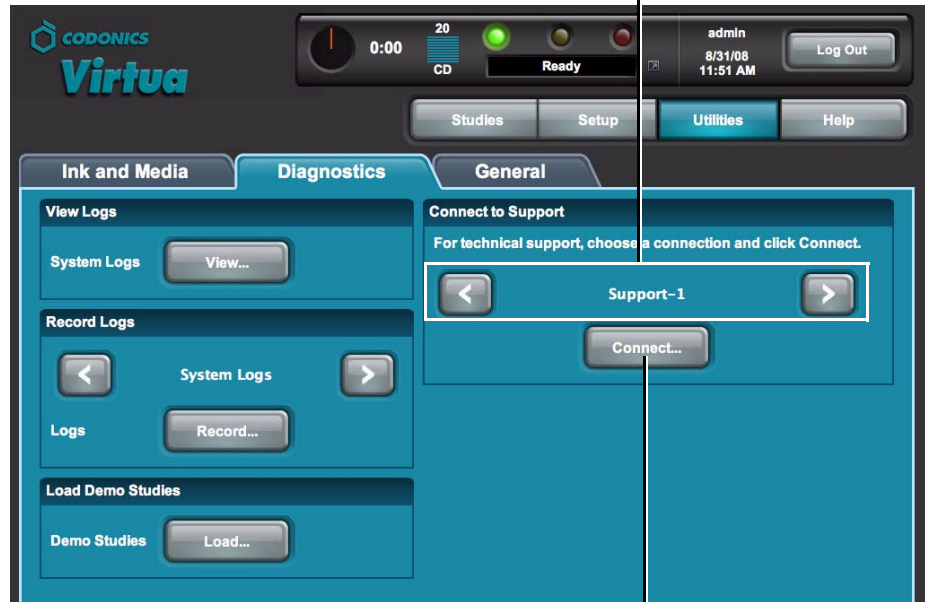 CODONICS
Virtua
0:00
20
CD
Ready
admin
8/31/08
11:51 AM
Log Out
Studies
Setup
Utilities
Help
Ink and Media
Diagnostics
General
View Logs
System Logs
View...
Record Logs
System Logs
Logs
Record...
Load Demo Studies
Demo Studies
Load...
Connect to Support
For technical support, choose a connection and click Connect.
Support-1
Connect...